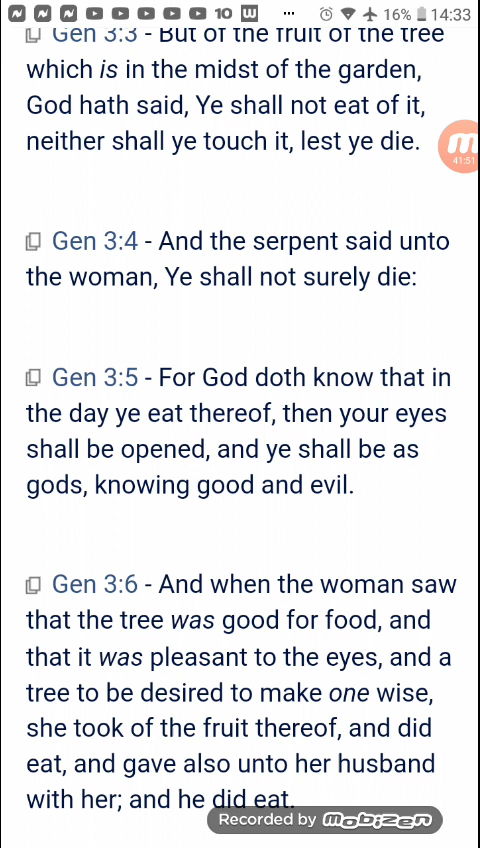 10 16% 14:33
Gen 3:3 - But of the fruit of the tree
which is in the midst of the garden,
God hath said, Ye shall not eat of it,
neither shall ye touch it, lest ye die.
m
41:51
Gen 3:4 - And the serpent said unto
the woman, Ye shall not surely die:
Gen 3:5 - For God doth know that in
the day ye eat thereof, then your eyes
shall be opened, and ye shall be as
gods, knowing good and evil.
Gen 3:6 - And when the woman saw
that the tree was good for food, and
that it was pleasant to the eyes, and a
tree to be desired to make one wise,
she took of the fruit thereof, and did
eat, and gave also unto her husband
with her; and he did eat.
Recorded by mobizen